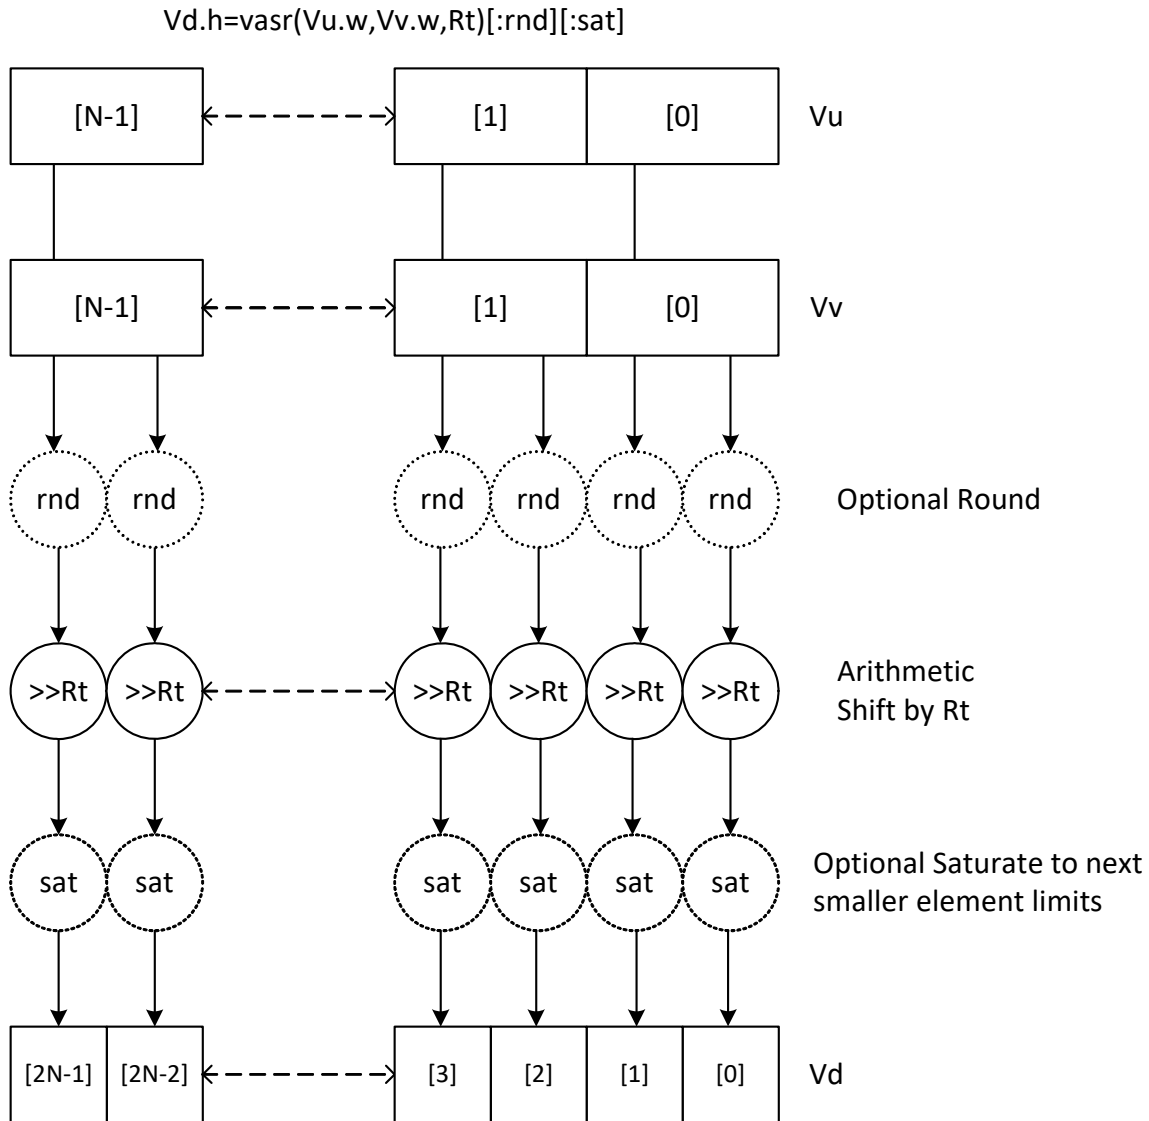 Vd.h=vasr(Vu.w,Vv.w,Rt)[:rnd][:sat]
[N-1] [1] [0] Vu
[N-1] [1] [0] Vv
rnd rnd rnd rnd rnd rnd Optional Round
>>Rt >>Rt >>Rt >>Rt >>Rt >>Rt Arithmetic
Shift by Rt
sat sat sat sat sat sat Optional Saturate to next
smaller element limits
[2N-1] [2N-2] [3] [2] [1] [0] Vd